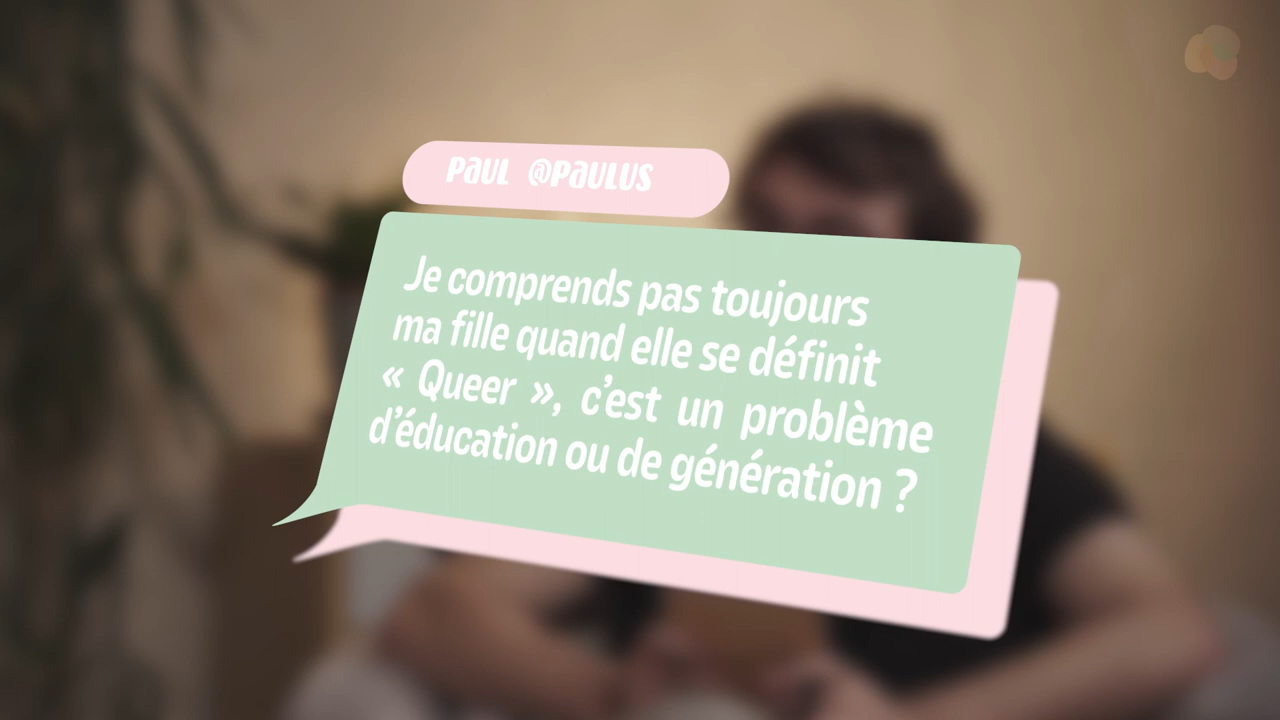 PaUL @PaULUS
Je comprends pas toujours
ma fille quand elle se définit
« Queer », c’est un problème
d’éducation ou de génération ?